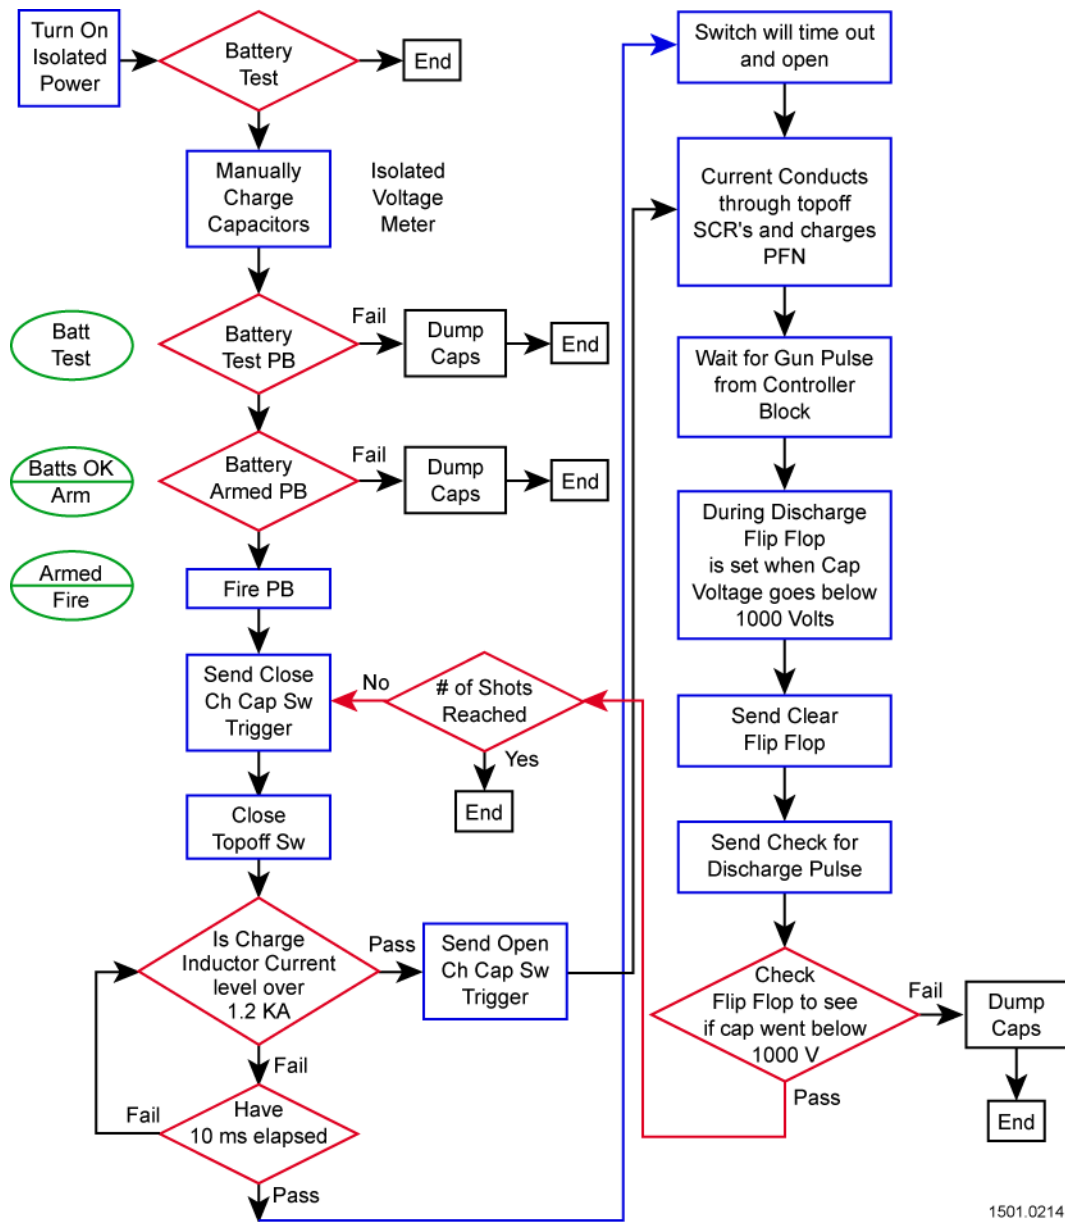 Turn On
Isolated
Power
Battery
Test
End
Manually
Charge
Capacitors
Isolated
Voltage
Meter
Batt
Test
Battery
Test PB
Fail
Dump
Caps
End
Batts OK
Arm
Battery
Armed PB
Fail
Dump
Caps
End
Armed
Fire
Fire PB
Send Close
Ch Cap Sw
Trigger
No
# of Shots
Reached
Yes
End
Close
Topoff Sw
Is Charge
Inductor Current
level over
1.2 KA
Pass
Send Open
Ch Cap Sw
Trigger
Fail
Have
10 ms elapsed
Fail
Pass
Switch will time out
and open
Current Conducts
through topoff
SCR's and charges
PFN
Wait for Gun Pulse
from Controller
Block
During Discharge
Flip Flop
is set when Cap
Voltage goes below
1000 Volts
Send Clear
Flip Flop
Send Check for
Discharge Pulse
Check
Flip Flop to see
if cap went below
1000 V
Fail
Dump
Caps
End
Pass
1501.0214